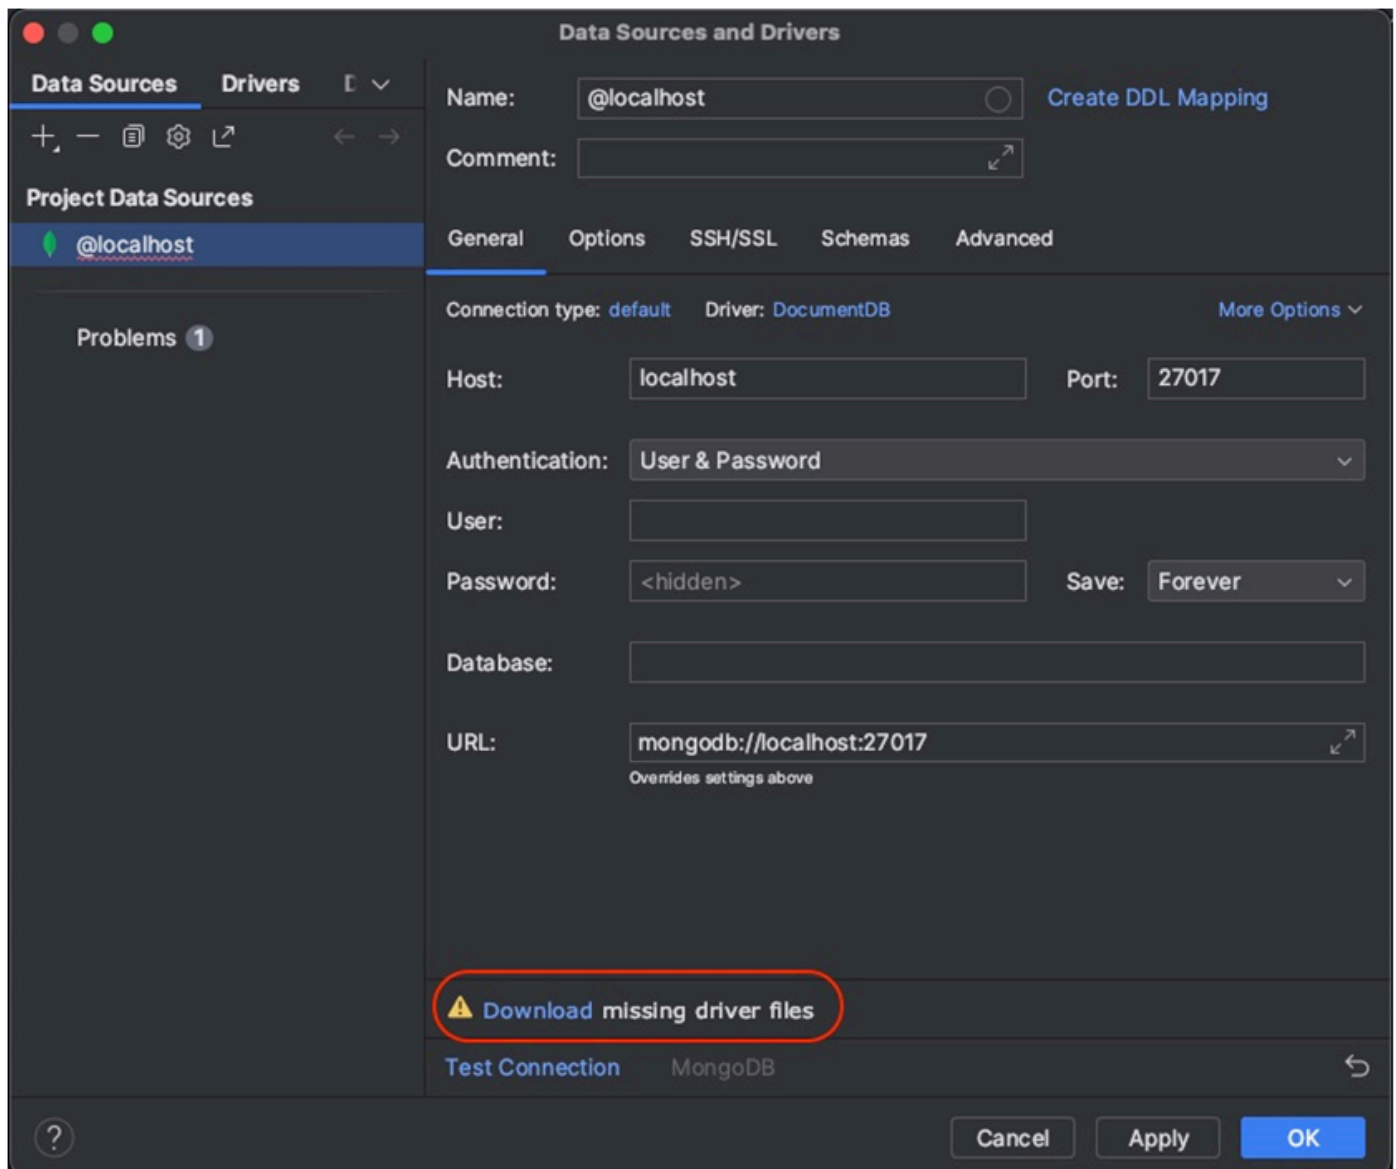 Data Sources and Drivers
Data Sources Drivers
Project Data Sources
@localhost
Problems 1
Name: @localhost Create DDL Mapping
Comment:
General Options SSH/SSL Schemas Advanced
Connection type: default Driver: DocumentDB More Options
Host: localhost Port: 27017
Authentication: User & Password
User:
Password: <hidden> Save: Forever
Database:
URL: mongodb://localhost:27017
Overrides settings above
Download missing driver files
Test Connection MongoDB
? Cancel Apply OK